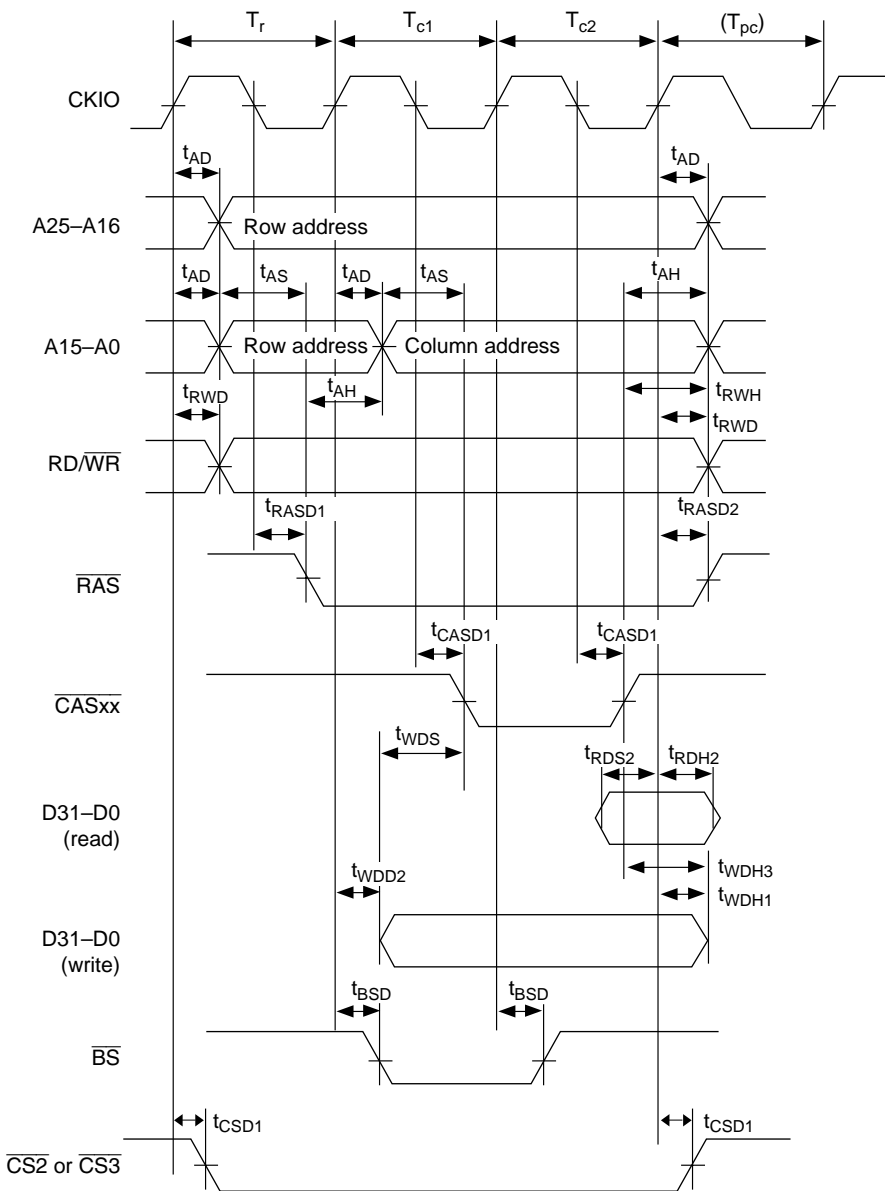 Tr Tc1 Tc2 (Tpc)
CKIO
tAD tAD
A25–A16 Row address
tAD tAS tAD tAS tAH
A15–A0 Row address Column address
tRWD tAH tRWH
tRWD
RD/WR
tRASD1 tRASD2
RAS
tCASD1 tCASD1
CASxx
tWDS tRDS2 tRDH2
D31–D0
(read)
tWDH3
tWDD2 tWDH1
D31–D0
(write)
tBSD tBSD
BS
tCSD1 tCSD1
CS2 or CS3